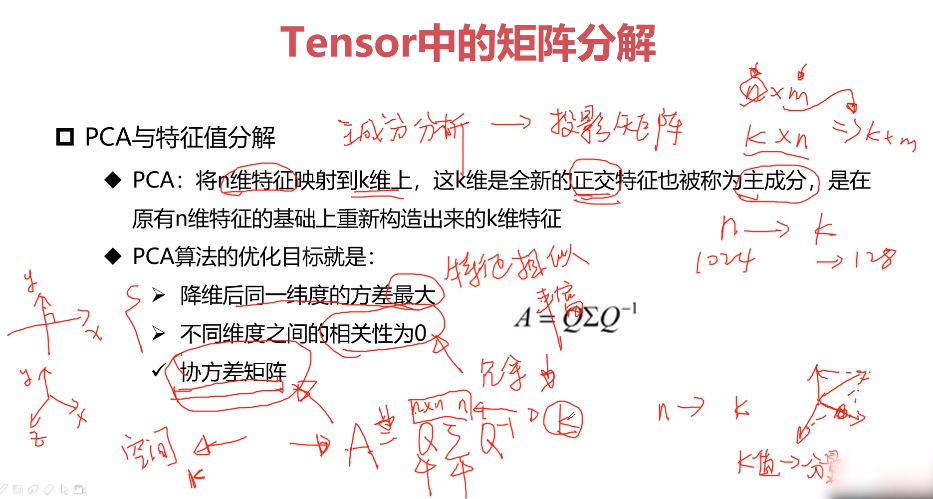 Tensor中的矩阵分解
n×m
PCA与特征值分解
主成分分析 → 投影矩阵
k×n
⇒ k×m
PCA：将n维特征映射到k维上，这k维是全新的正交特征也被称为主成分，是在
原有n维特征的基础上重新构造出来的k维特征
n → k
1024 → 128
PCA算法的优化目标就是：
特征提纯
降维后同一纬度的方差最大
A = QΣQ⁻¹
不同维度之间的相关性为0
y
x
协方差矩阵
冗余
y
x
z
n×n n
k
n → k
空间
A = Q Σ Q⁻¹
k
k值→分量